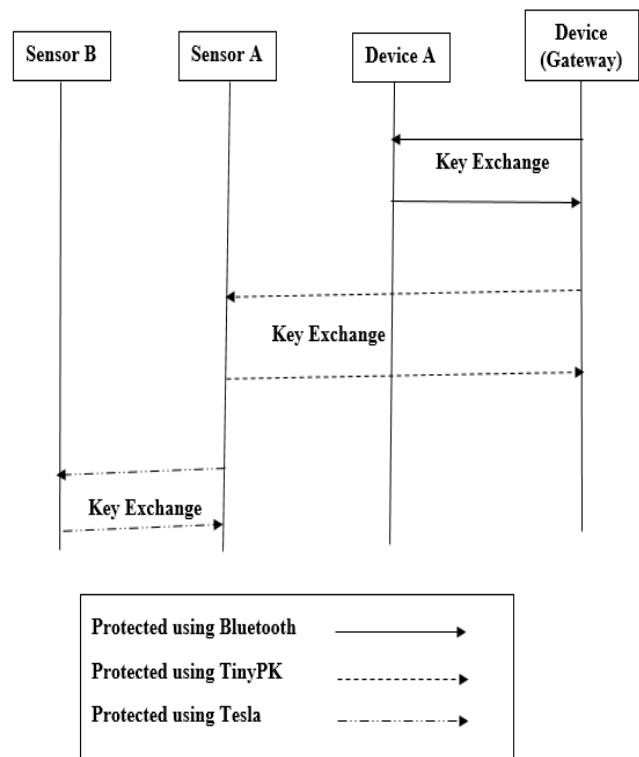 Sensor B
Sensor A
Device A
Device
(Gateway)
Key Exchange
Key Exchange
Key Exchange
Protected using Bluetooth
Protected using TinyPK
Protected using Tesla